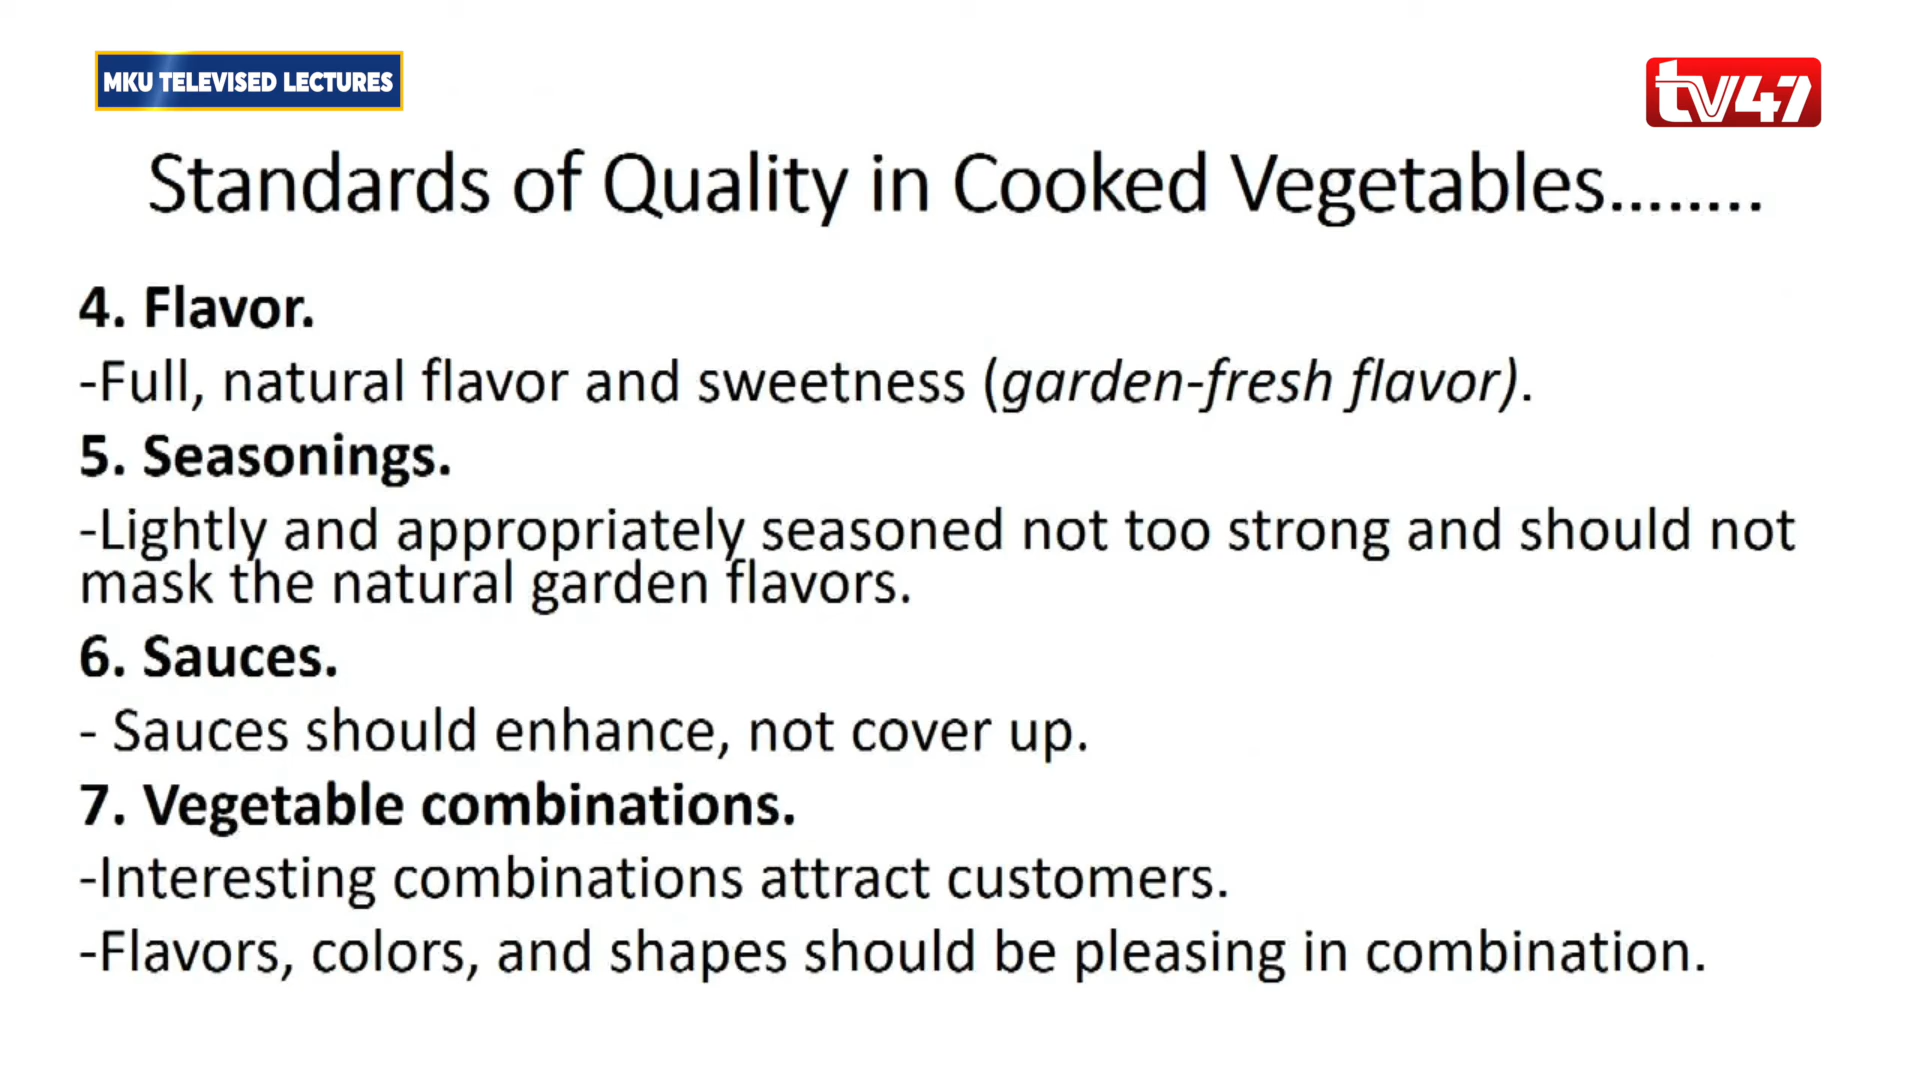 MKU TELEVISED LECTURES
tv47
Standards of Quality in Cooked Vegetables........
4. Flavor.
-Full, natural flavor and sweetness (garden-fresh flavor).
5. Seasonings.
-Lightly and appropriately seasoned not too strong and should not
mask the natural garden flavors.
6. Sauces.
- Sauces should enhance, not cover up.
7. Vegetable combinations.
-Interesting combinations attract customers.
-Flavors, colors, and shapes should be pleasing in combination.